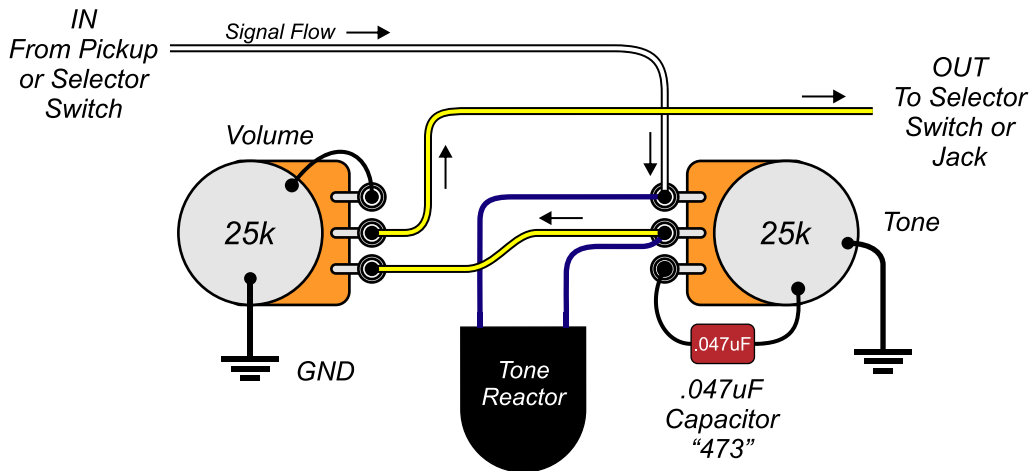 IN
From Pickup
or Selector
Switch
Signal Flow
OUT
To Selector
Switch or
Jack
Volume
25k
GND
Tone
Reactor
25k
Tone
.047uF
.047uF
Capacitor
“473”